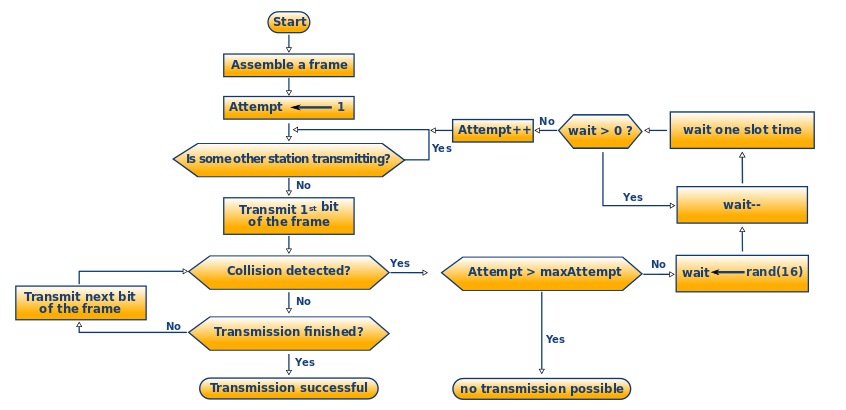 Start
Assemble a frame
Attempt 1
Is some other station transmitting?
Yes
No
Transmit 1st bit
of the frame
Collision detected?
Yes
No
Transmit next bit
of the frame
No
Transmission finished?
Yes
Transmission successful
Attempt > maxAttempt
No
Yes
no transmission possible
wait rand(16)
wait--
wait one slot time
wait > 0 ?
Yes
No
Attempt++